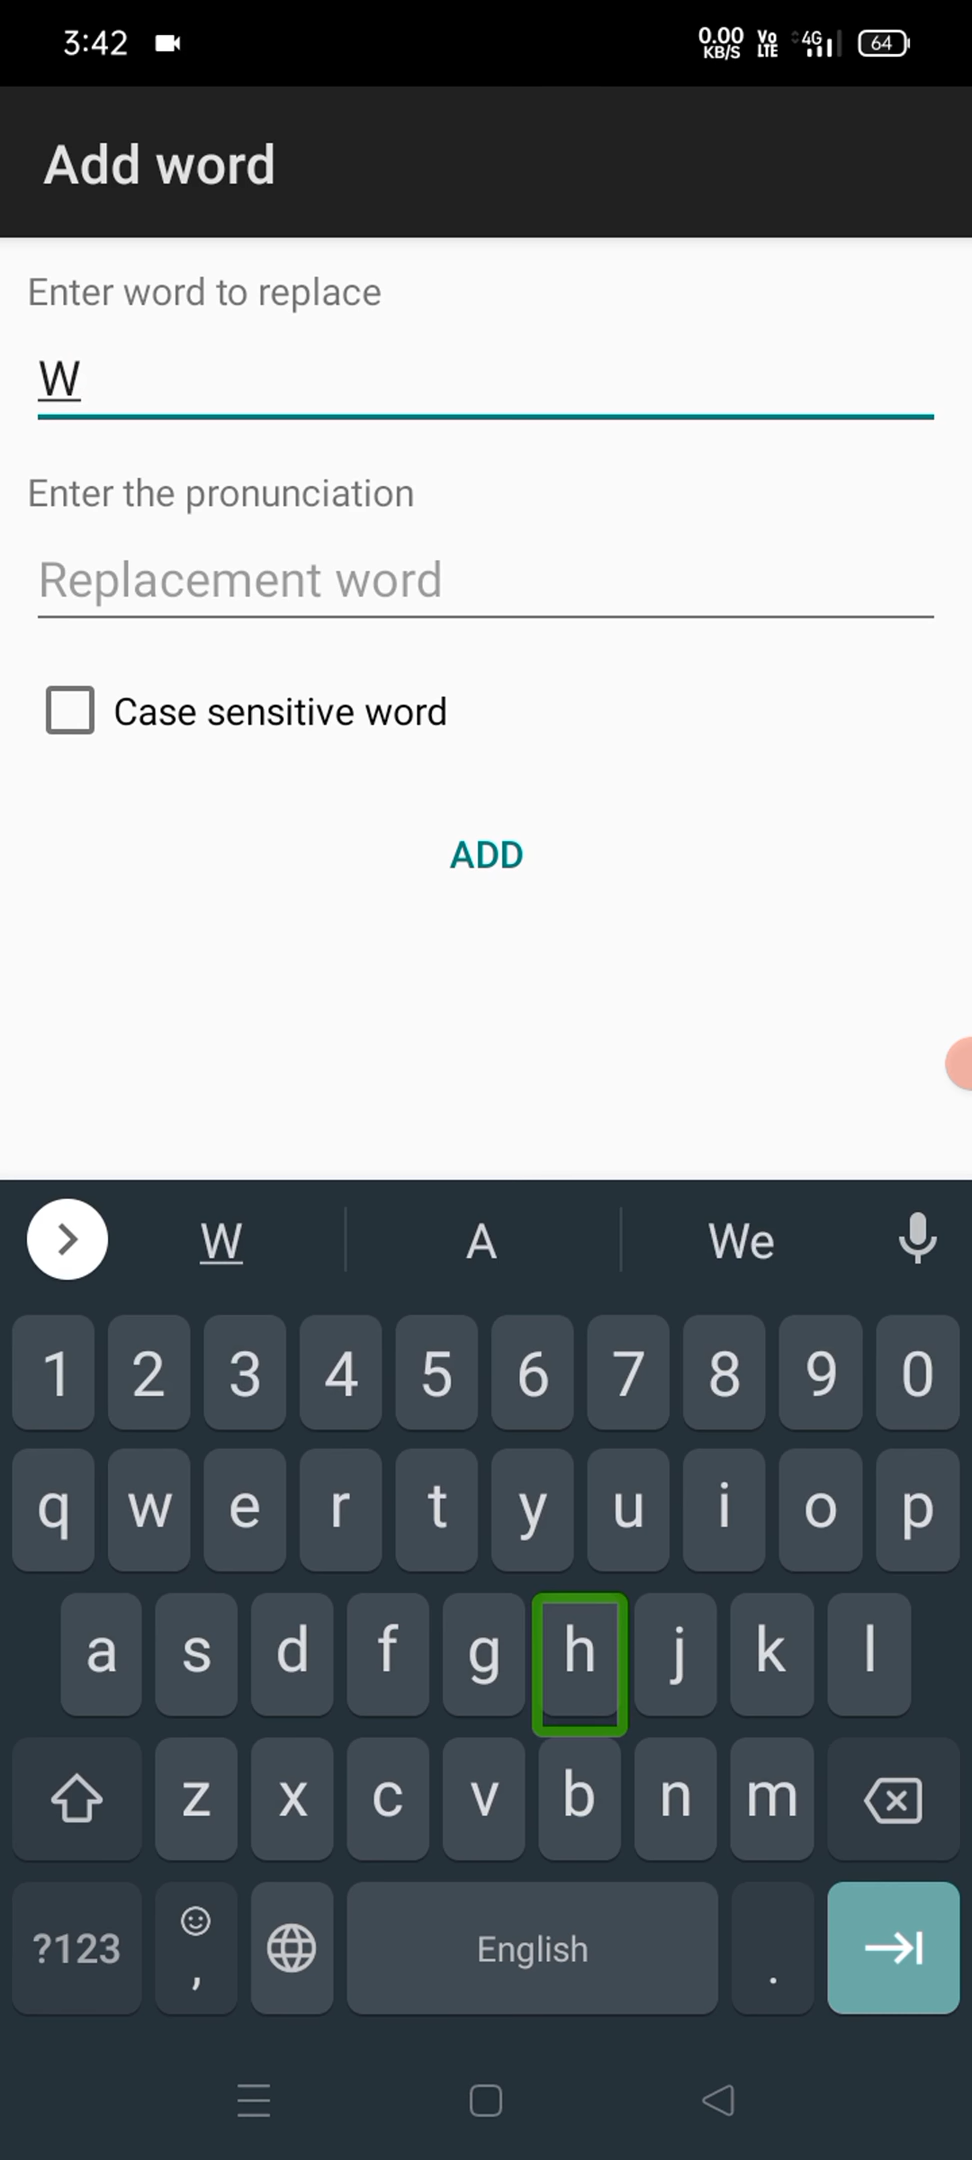 3:42 0.00 KB/S Vo LTE 4G 64
Add word
Enter word to replace
W
Enter the pronunciation
Replacement word
Case sensitive word
ADD
W A We
1 2 3 4 5 6 7 8 9 0
q w e r t y u i o p
a s d f g h j k l
z x c v b n m
?123 , English .